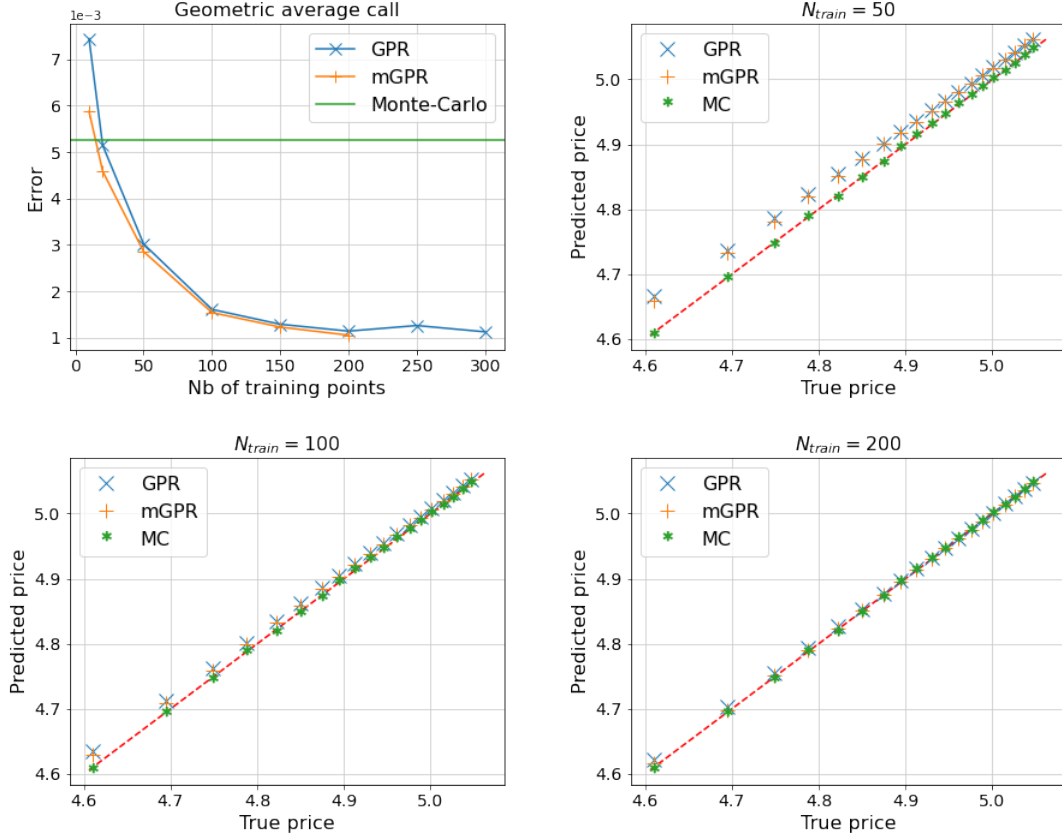 Geometric average call
1e−3
7
6
5
4
3
2
1
Error
GPR
mGPR
Monte-Carlo
0 50 100 150 200 250 300
Nb of training points
N_train = 50
5.0
4.9
4.8
4.7
4.6
Predicted price
GPR
mGPR
MC
4.6 4.7 4.8 4.9 5.0
True price
N_train = 100
5.0
4.9
4.8
4.7
4.6
Predicted price
GPR
mGPR
MC
4.6 4.7 4.8 4.9 5.0
True price
N_train = 200
5.0
4.9
4.8
4.7
4.6
Predicted price
GPR
mGPR
MC
4.6 4.7 4.8 4.9 5.0
True price